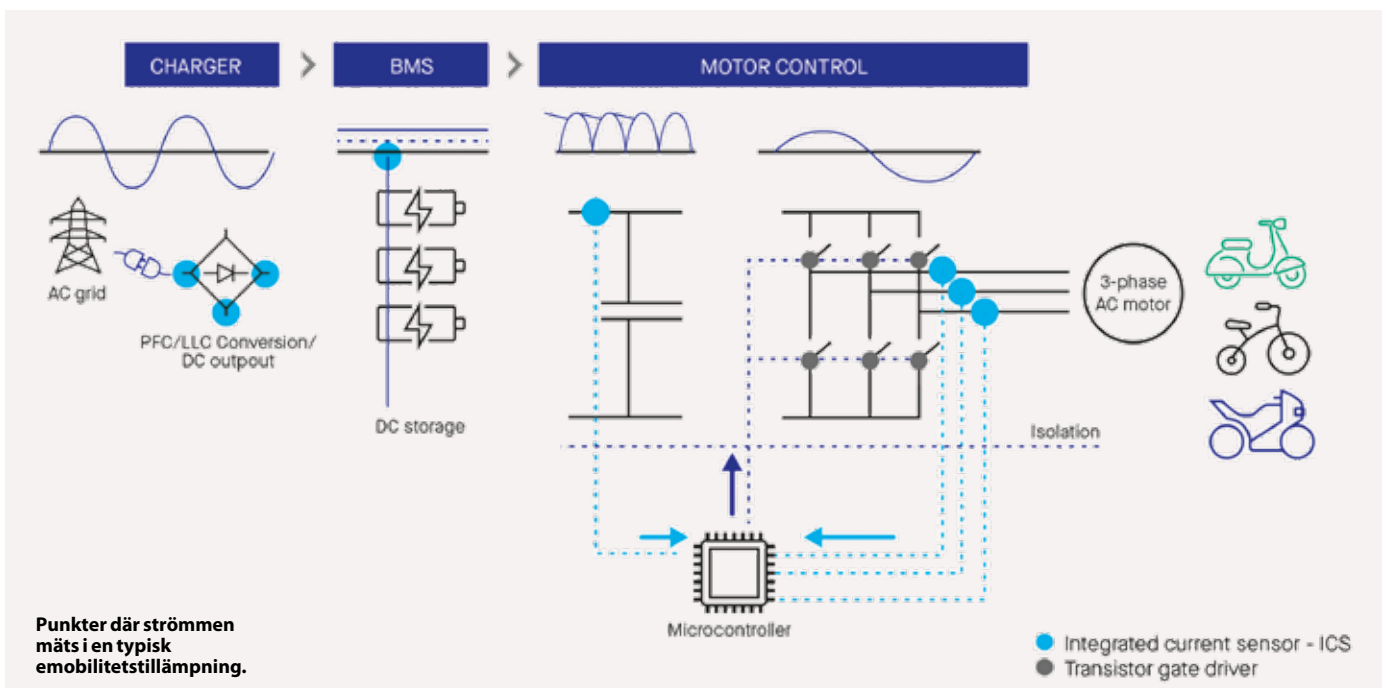 CHARGER
BMS
MOTOR CONTROL
AC grid
PFC/LLC Conversion/
DC outpout
DC storage
3-phase
AC motor
Isolation
Microcontroller
Punkter där strömmen
mäts i en typisk
emobilitetstillämpning.
Integrated current sensor - ICS
Transistor gate driver